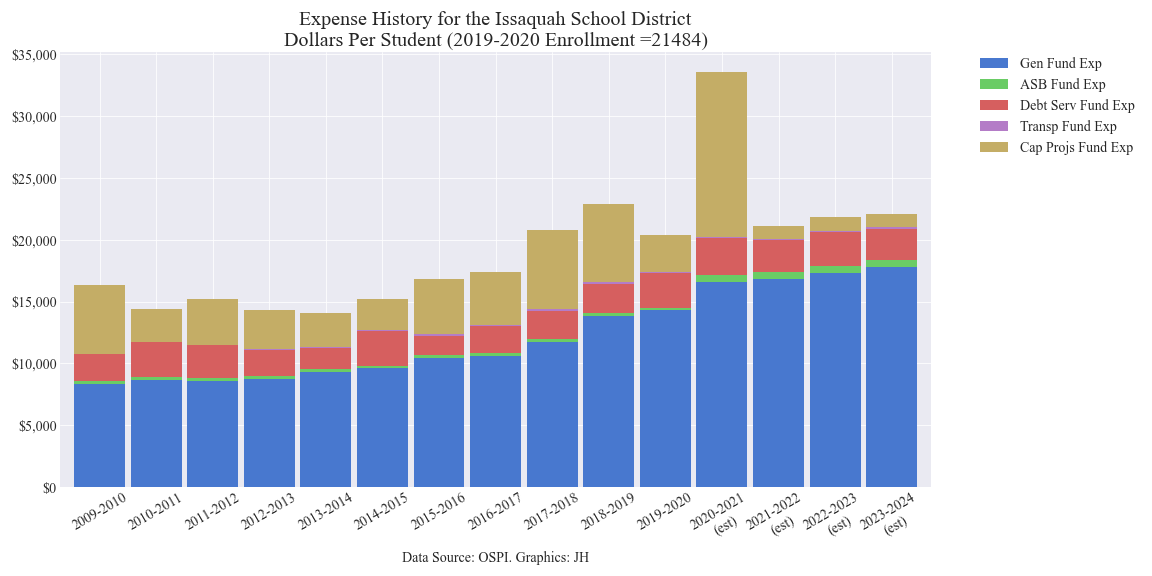 Expense History for the Issaquah School District
Dollars Per Student (2019-2020 Enrollment =21484)
$35,000
$30,000
$25,000
$20,000
$15,000
$10,000
$5,000
$0
2009-2010
2010-2011
2011-2012
2012-2013
2013-2014
2014-2015
2015-2016
2016-2017
2017-2018
2018-2019
2019-2020
2020-2021
(est)
2021-2022
(est)
2022-2023
(est)
2023-2024
(est)
Gen Fund Exp
ASB Fund Exp
Debt Serv Fund Exp
Transp Fund Exp
Cap Projs Fund Exp
Data Source: OSPI. Graphics: JH